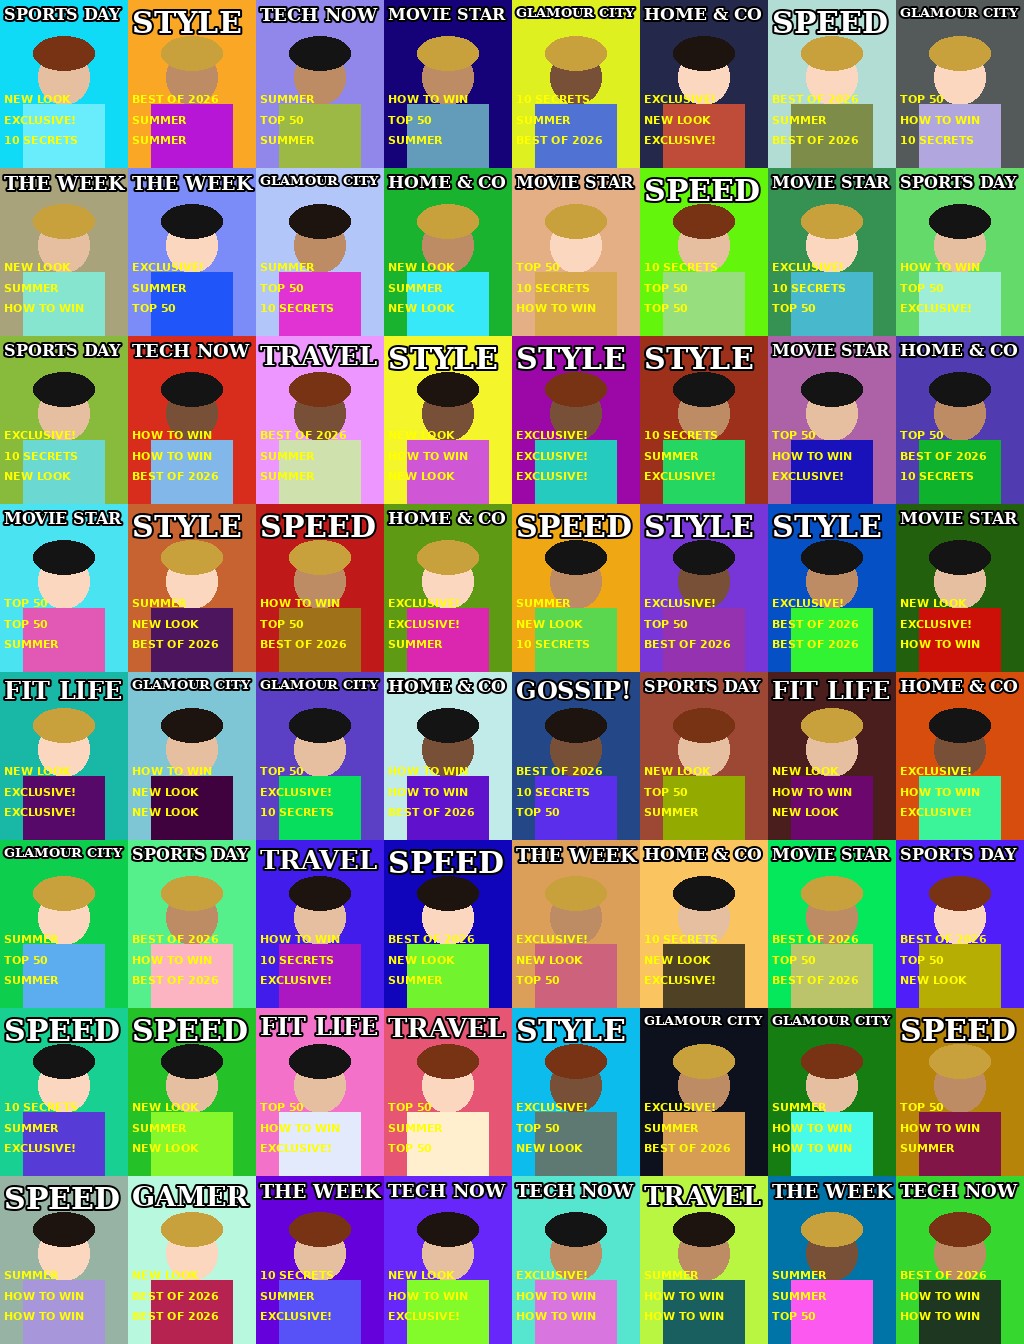 SPORTS DAY
NEW LOOK
EXCLUSIVE!
10 SECRETS
STYLE
BEST OF 2026
SUMMER
SUMMER
TECH NOW
SUMMER
TOP 50
SUMMER
MOVIE STAR
HOW TO WIN
TOP 50
SUMMER
GLAMOUR CITY
10 SECRETS
SUMMER
BEST OF 2026
HOME & CO
EXCLUSIVE!
NEW LOOK
EXCLUSIVE!
SPEED
BEST OF 2026
SUMMER
BEST OF 2026
GLAMOUR CITY
TOP 50
HOW TO WIN
10 SECRETS
THE WEEK
NEW LOOK
SUMMER
HOW TO WIN
THE WEEK
EXCLUSIVE!
SUMMER
TOP 50
GLAMOUR CITY
SUMMER
TOP 50
10 SECRETS
HOME & CO
NEW LOOK
SUMMER
NEW LOOK
MOVIE STAR
TOP 50
10 SECRETS
HOW TO WIN
SPEED
10 SECRETS
TOP 50
TOP 50
MOVIE STAR
EXCLUSIVE!
10 SECRETS
TOP 50
SPORTS DAY
HOW TO WIN
TOP 50
EXCLUSIVE!
SPORTS DAY
EXCLUSIVE!
10 SECRETS
NEW LOOK
TECH NOW
HOW TO WIN
HOW TO WIN
BEST OF 2026
TRAVEL
BEST OF 2026
SUMMER
SUMMER
STYLE
NEW LOOK
HOW TO WIN
NEW LOOK
STYLE
EXCLUSIVE!
EXCLUSIVE!
EXCLUSIVE!
STYLE
10 SECRETS
SUMMER
EXCLUSIVE!
MOVIE STAR
TOP 50
HOW TO WIN
EXCLUSIVE!
HOME & CO
TOP 50
BEST OF 2026
10 SECRETS
MOVIE STAR
TOP 50
TOP 50
SUMMER
STYLE
SUMMER
NEW LOOK
BEST OF 2026
SPEED
HOW TO WIN
TOP 50
BEST OF 2026
HOME & CO
EXCLUSIVE!
EXCLUSIVE!
SUMMER
SPEED
SUMMER
NEW LOOK
10 SECRETS
STYLE
EXCLUSIVE!
TOP 50
BEST OF 2026
STYLE
EXCLUSIVE!
BEST OF 2026
BEST OF 2026
MOVIE STAR
NEW LOOK
EXCLUSIVE!
HOW TO WIN
FIT LIFE
NEW LOOK
EXCLUSIVE!
EXCLUSIVE!
GLAMOUR CITY
HOW TO WIN
NEW LOOK
NEW LOOK
GLAMOUR CITY
TOP 50
EXCLUSIVE!
10 SECRETS
HOME & CO
HOW TO WIN
HOW TO WIN
BEST OF 2026
GOSSIP!
BEST OF 2026
10 SECRETS
TOP 50
SPORTS DAY
NEW LOOK
TOP 50
SUMMER
FIT LIFE
NEW LOOK
HOW TO WIN
NEW LOOK
HOME & CO
EXCLUSIVE!
HOW TO WIN
EXCLUSIVE!
GLAMOUR CITY
SUMMER
TOP 50
SUMMER
SPORTS DAY
BEST OF 2026
HOW TO WIN
BEST OF 2026
TRAVEL
HOW TO WIN
10 SECRETS
EXCLUSIVE!
SPEED
BEST OF 2026
NEW LOOK
SUMMER
THE WEEK
EXCLUSIVE!
NEW LOOK
TOP 50
HOME & CO
10 SECRETS
NEW LOOK
EXCLUSIVE!
MOVIE STAR
BEST OF 2026
TOP 50
BEST OF 2026
SPORTS DAY
BEST OF 2026
TOP 50
NEW LOOK
SPEED
10 SECRETS
SUMMER
EXCLUSIVE!
SPEED
NEW LOOK
SUMMER
NEW LOOK
FIT LIFE
TOP 50
HOW TO WIN
EXCLUSIVE!
TRAVEL
TOP 50
SUMMER
TOP 50
STYLE
EXCLUSIVE!
TOP 50
NEW LOOK
GLAMOUR CITY
EXCLUSIVE!
SUMMER
BEST OF 2026
GLAMOUR CITY
SUMMER
HOW TO WIN
HOW TO WIN
SPEED
TOP 50
HOW TO WIN
SUMMER
SPEED
SUMMER
HOW TO WIN
HOW TO WIN
GAMER
NEW LOOK
BEST OF 2026
BEST OF 2026
THE WEEK
10 SECRETS
SUMMER
EXCLUSIVE!
TECH NOW
NEW LOOK
HOW TO WIN
EXCLUSIVE!
TECH NOW
EXCLUSIVE!
HOW TO WIN
HOW TO WIN
TRAVEL
SUMMER
HOW TO WIN
HOW TO WIN
THE WEEK
SUMMER
SUMMER
TOP 50
TECH NOW
BEST OF 2026
HOW TO WIN
HOW TO WIN